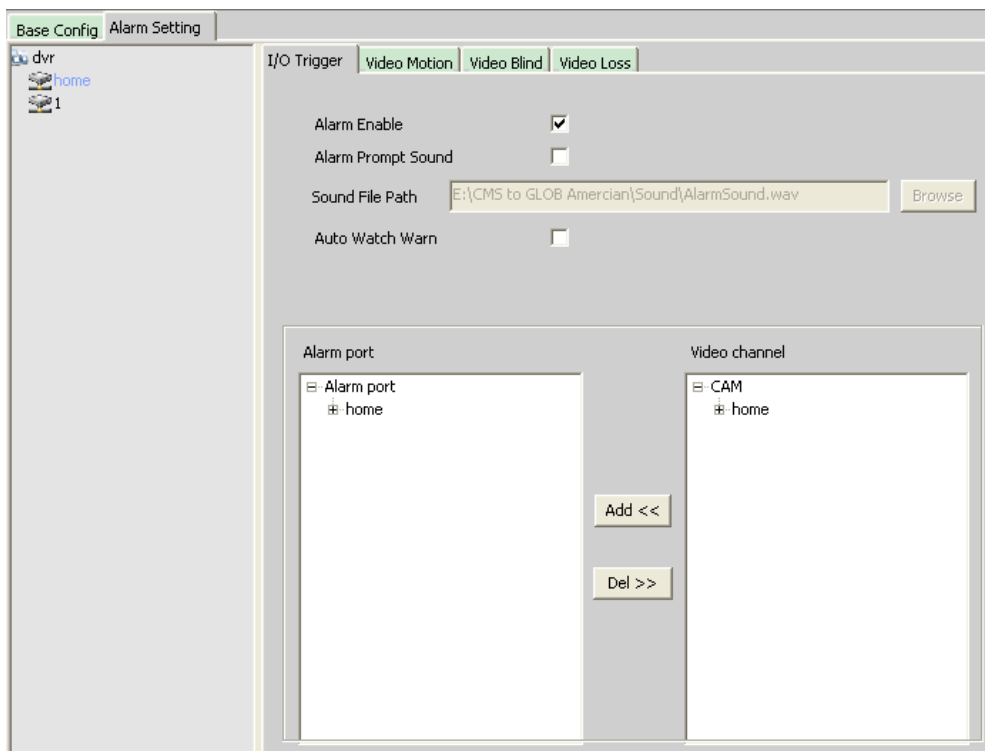 Base Config Alarm Setting
dvr
home
1
I/O Trigger Video Motion Video Blind Video Loss
Alarm Enable
Alarm Prompt Sound
Sound File Path E:\CMS to GLOB Amercian\Sound\AlarmSound.wav Browse
Auto Watch Warn
Alarm port
Alarm port
home
Add <<
Del >>
Video channel
CAM
home